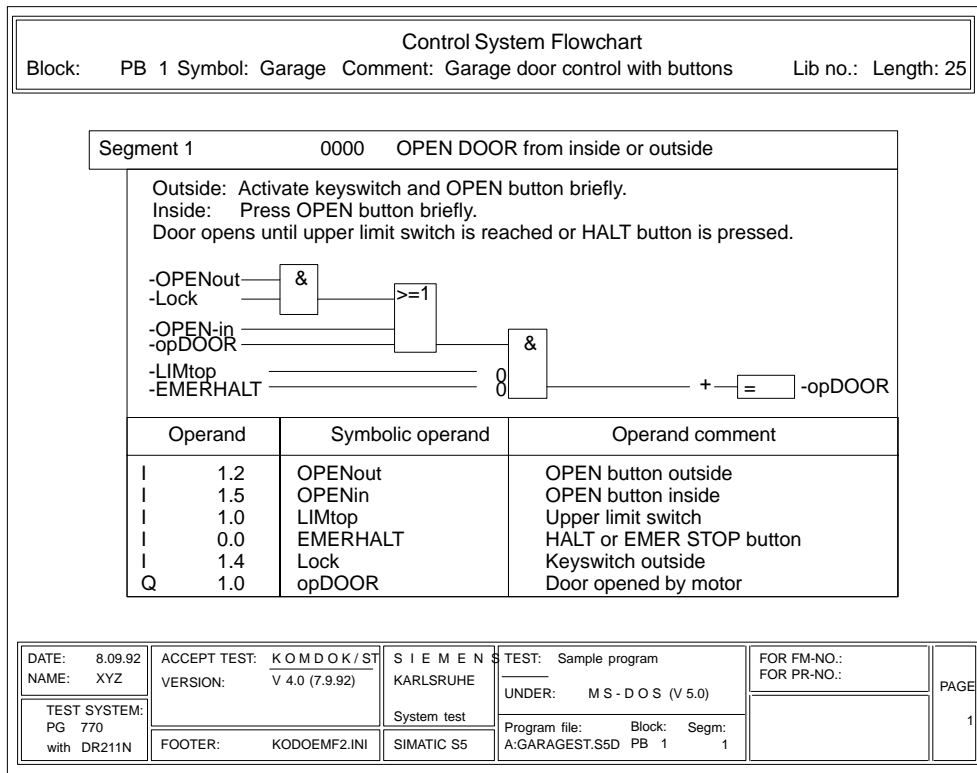 Control System Flowchart
Block: PB 1 Symbol: Garage Comment: Garage door control with buttons Lib no.: Length: 25
Segment 1 0000 OPEN DOOR from inside or outside
Outside: Activate keyswitch and OPEN button briefly.
Inside: Press OPEN button briefly.
Door opens until upper limit switch is reached or HALT button is pressed.
-OPENout &
-Lock >=1
-OPEN-in
-opDOOR &
-LIMtop 0
-EMERHALT 0 + = -opDOOR
Operand Symbolic operand Operand comment
I 1.2 OPENout OPEN button outside
I 1.5 OPENin OPEN button inside
I 1.0 LIMtop Upper limit switch
I 0.0 EMERHALT HALT or EMER STOP button
I 1.4 Lock Keyswitch outside
Q 1.0 opDOOR Door opened by motor
DATE: 8.09.92
NAME: XYZ
TEST SYSTEM:
PG 770
with DR211N
ACCEPT TEST: K O M D O K / ST
VERSION: V 4.0 (7.9.92)
FOOTER: KODOEMF2.INI
S I E M E N S
KARLSRUHE
System test
SIMATIC S5
TEST: Sample program
UNDER: M S - D O S (V 5.0)
Program file: Block: Segm:
A:GARAGEST.S5D PB 1 1
FOR FM-NO.:
FOR PR-NO.:
PAGE
1